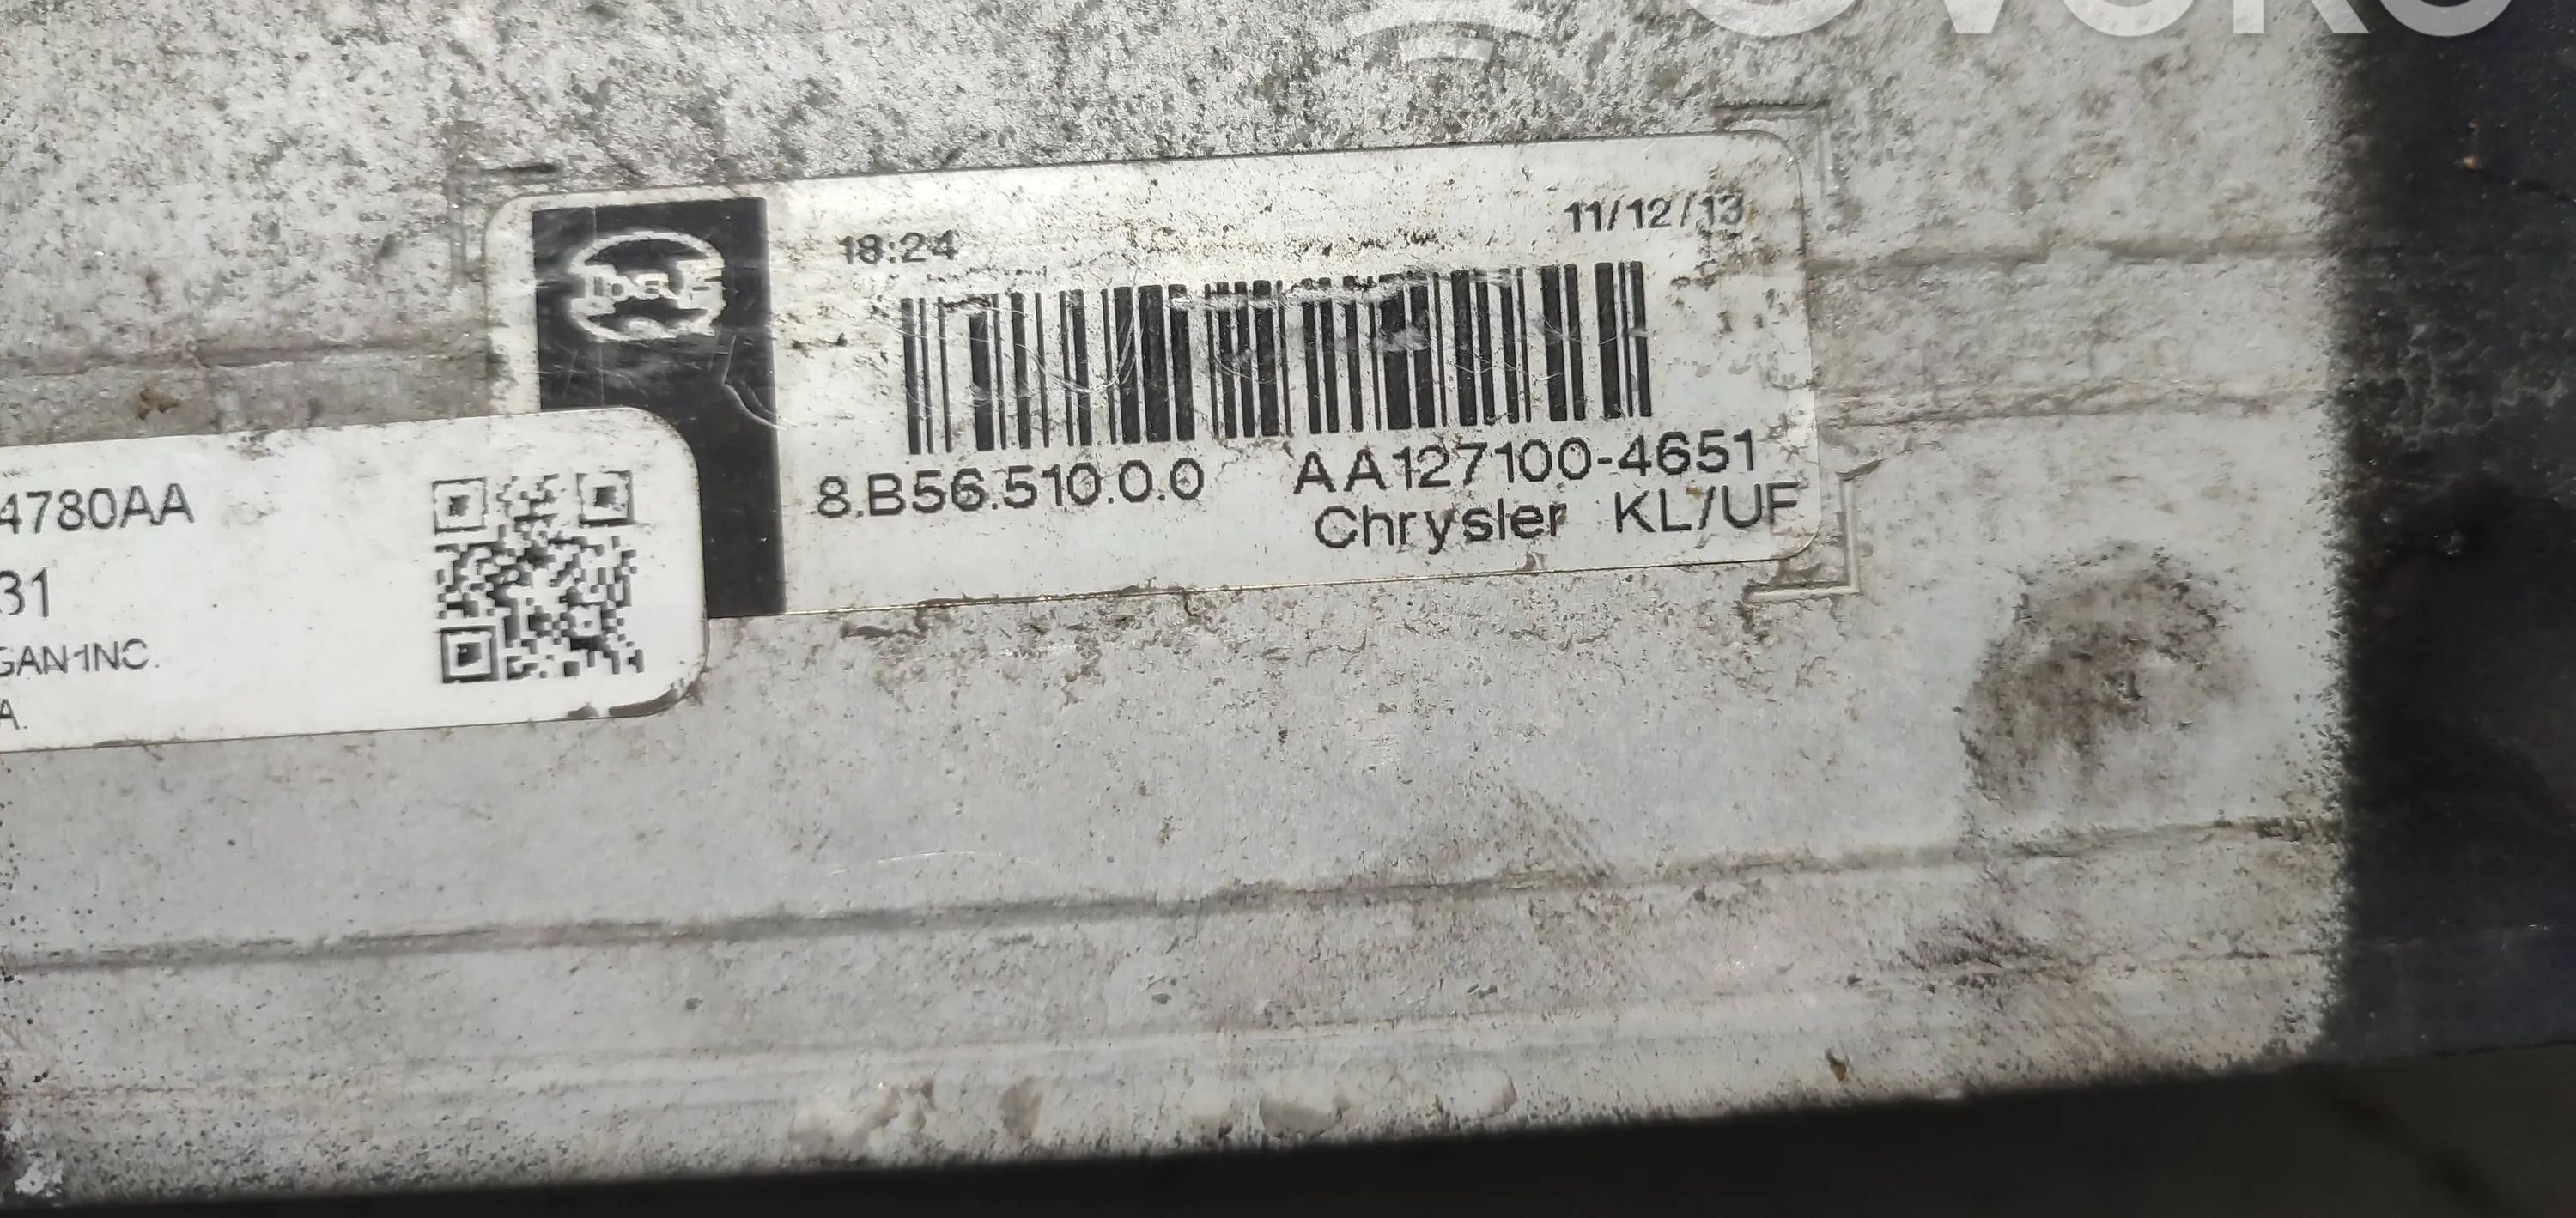 18:24
11/12/13
8.B56.510.0.0 AA127100-4651
Chrysler KL/UF
4780AA
31
GAN INC.
A.